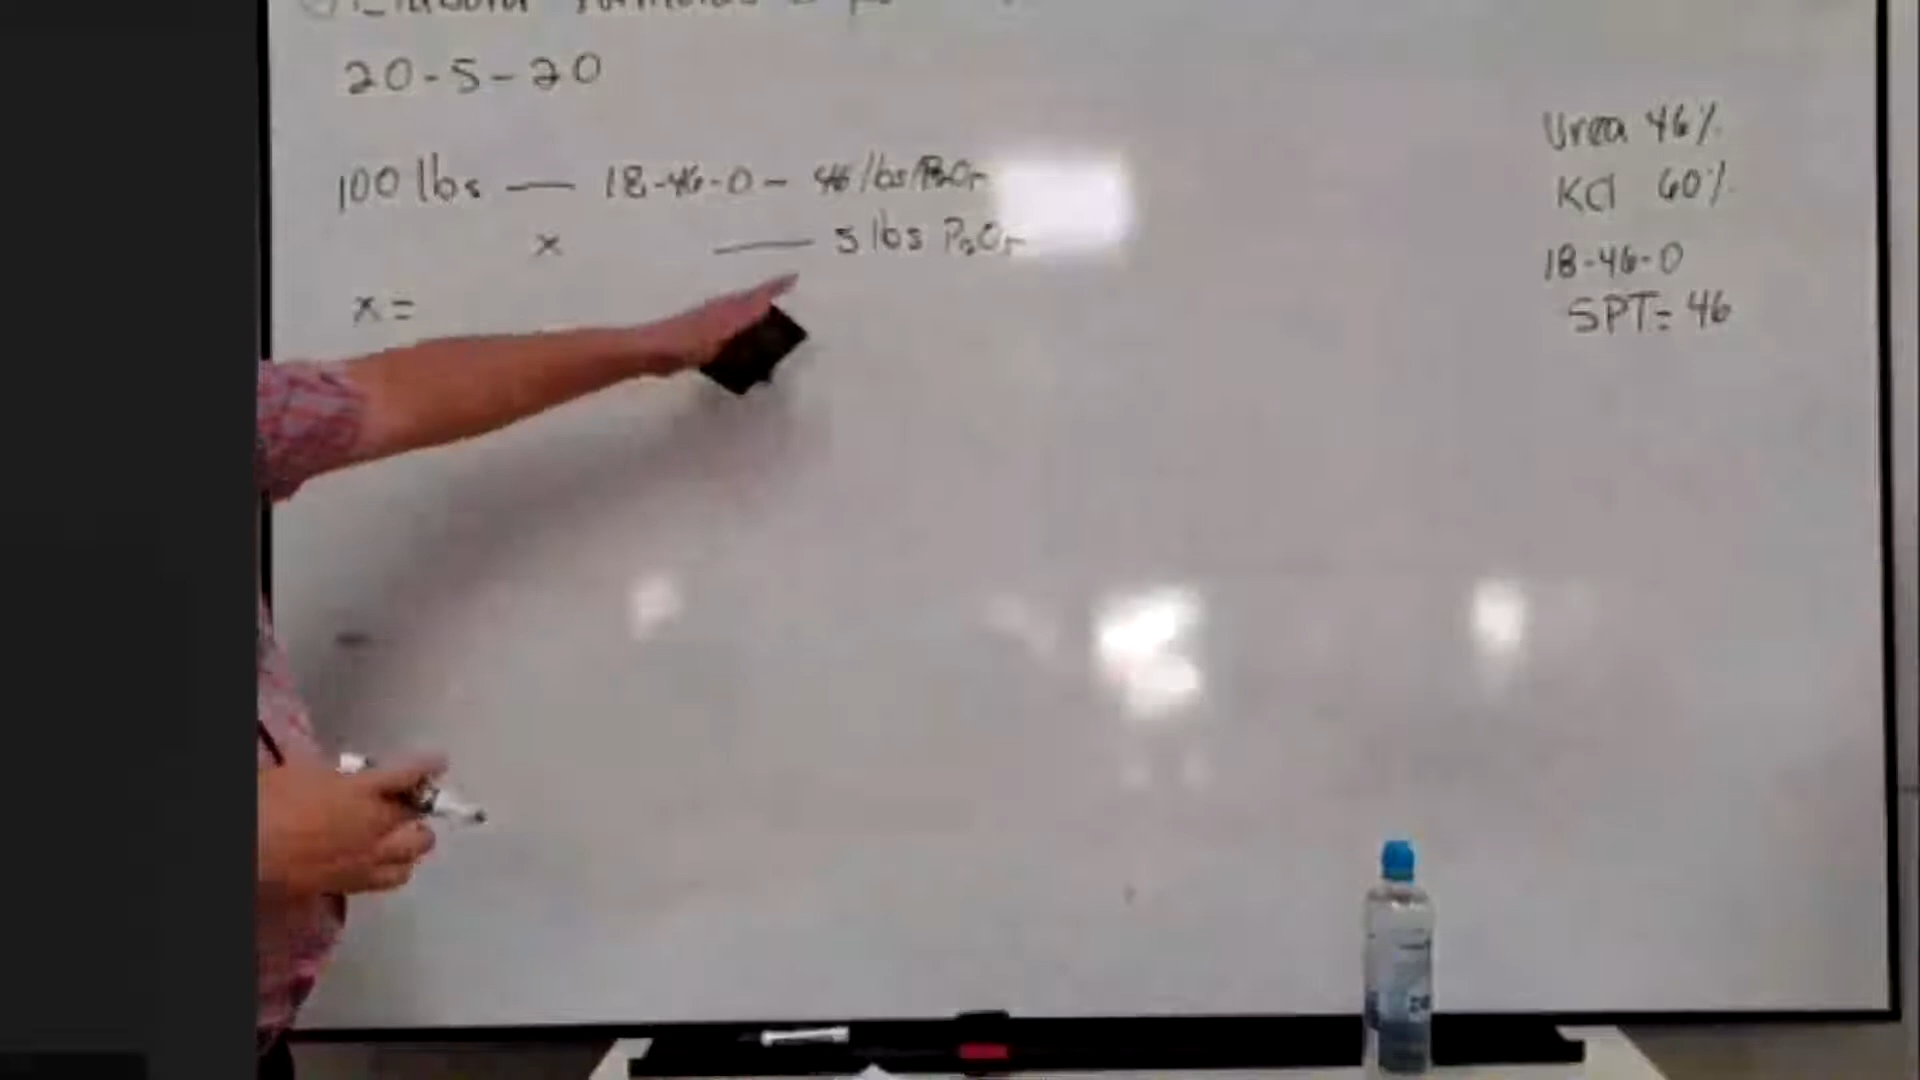 20-5-20
100 lbs — 18-46-0 - 46 lbs/P2O5
x — 5 lbs P2O5
x =
Urea 46%
KCl 60%
18-46-0
SPT= 46